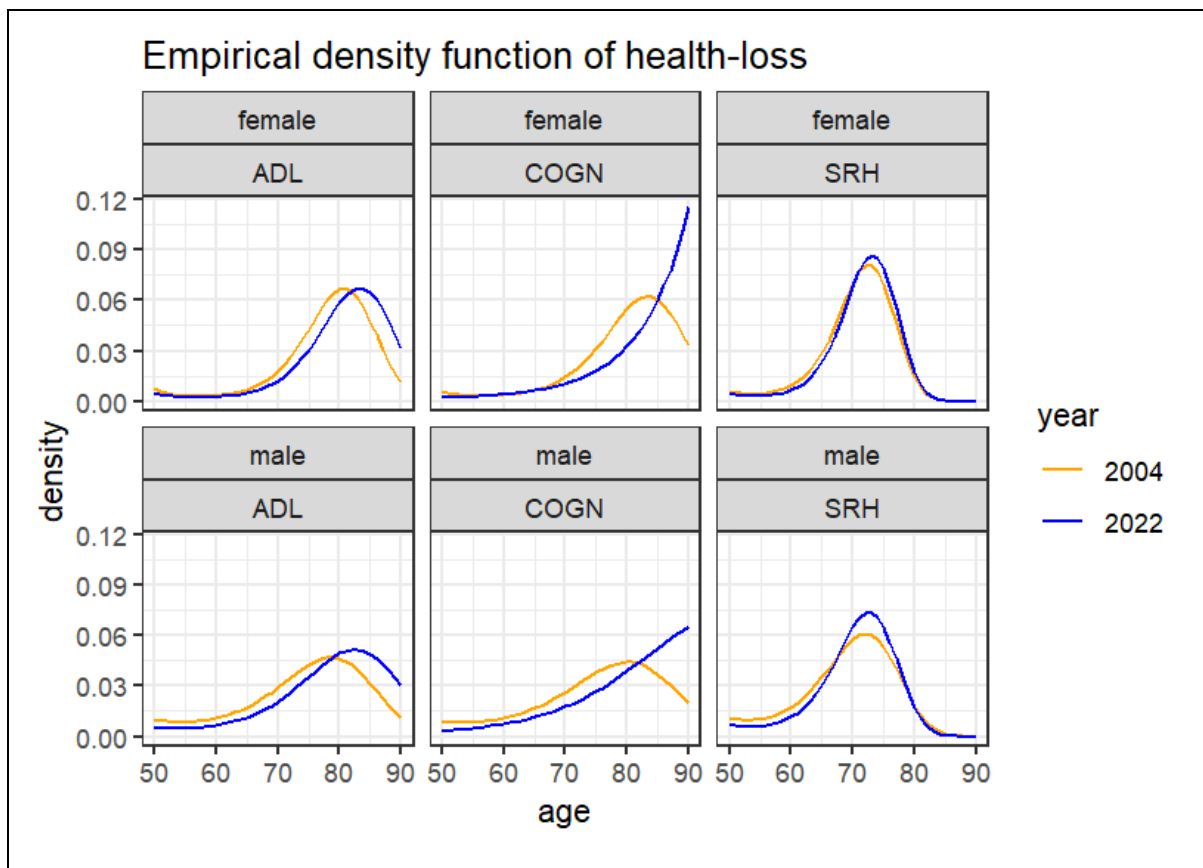 Empirical density function of health-loss
female
female
female
ADL
COGN
SRH
0.12
0.09
0.06
0.03
0.00
male
male
male
ADL
COGN
SRH
0.12
0.09
0.06
0.03
0.00
50 60 70 80 90
50 60 70 80 90
50 60 70 80 90
density
age
year
2004
2022